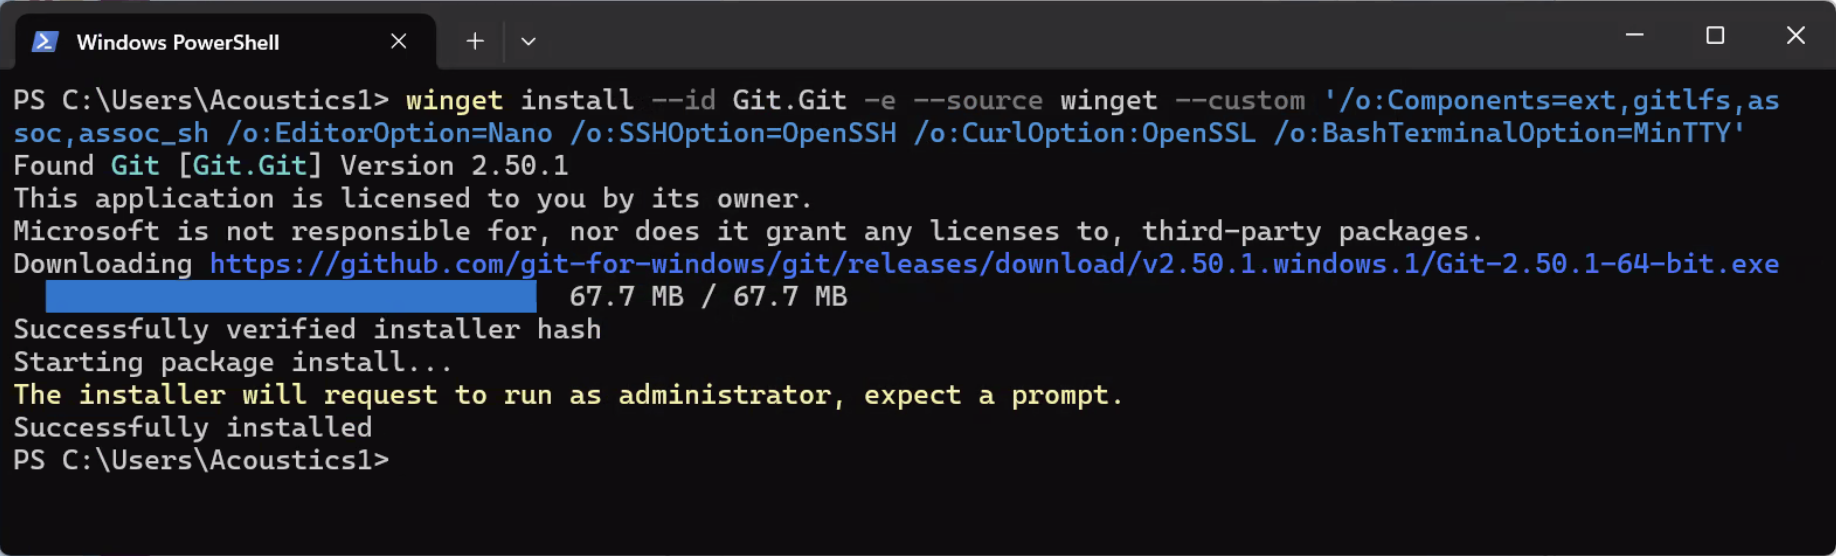 Windows PowerShell
PS C:\Users\Acoustics1> winget install --id Git.Git -e --source winget --custom '/o:Components=ext,gitlfs,as
soc,assoc_sh /o:EditorOption=Nano /o:SSHOption=OpenSSH /o:CurlOption:OpenSSL /o:BashTerminalOption=MinTTY'
Found Git [Git.Git] Version 2.50.1
This application is licensed to you by its owner.
Microsoft is not responsible for, nor does it grant any licenses to, third-party packages.
Downloading https://github.com/git-for-windows/git/releases/download/v2.50.1.windows.1/Git-2.50.1-64-bit.exe
67.7 MB / 67.7 MB
Successfully verified installer hash
Starting package install...
The installer will request to run as administrator, expect a prompt.
Successfully installed
PS C:\Users\Acoustics1>